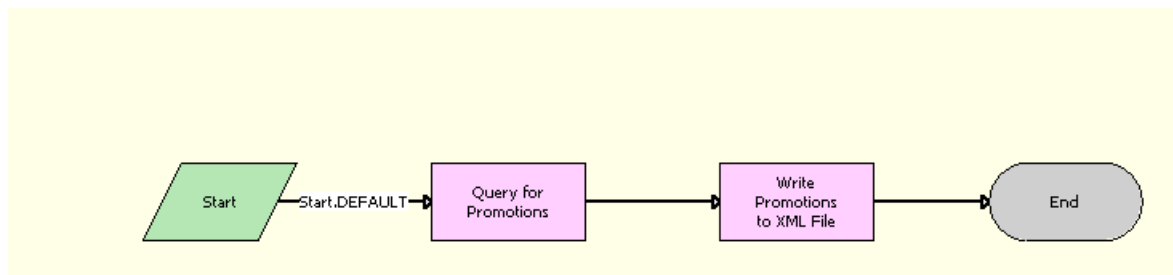 Start
Start.DEFAULT
Query for
Promotions
Write
Promotions
to XML File
End